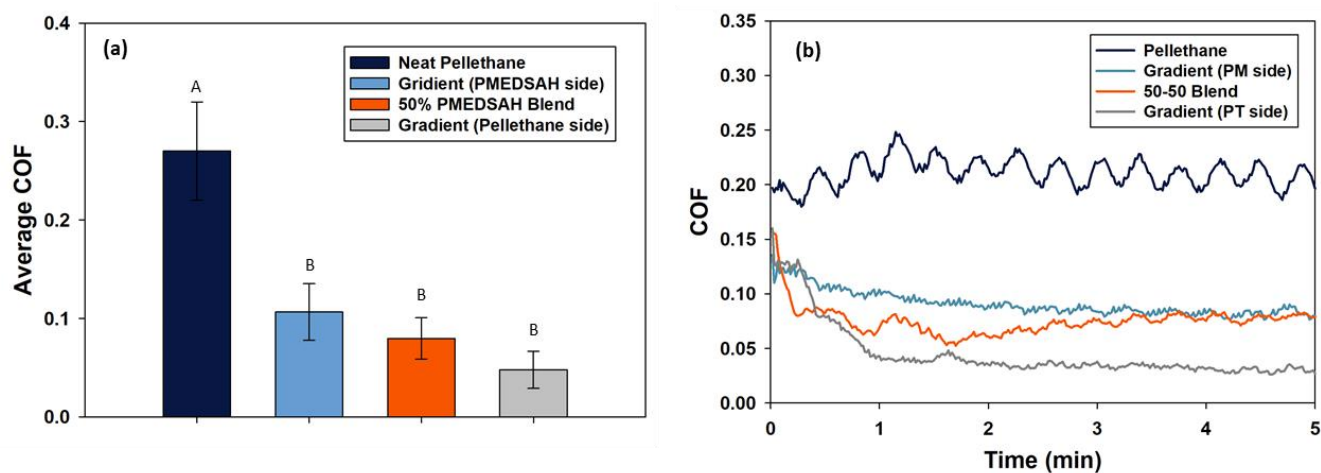 (a)
Average COF
0.4
0.3
0.2
0.1
0.0
Neat Pellethane
Gridient (PMEDSAH side)
50% PMEDSAH Blend
Gradient (Pellethane side)
A
B
B
B
(b)
COF
0.35
0.30
0.25
0.20
0.15
0.10
0.05
0.00
Pellethane
Gradient (PM side)
50-50 Blend
Gradient (PT side)
0 1 2 3 4 5
Time (min)